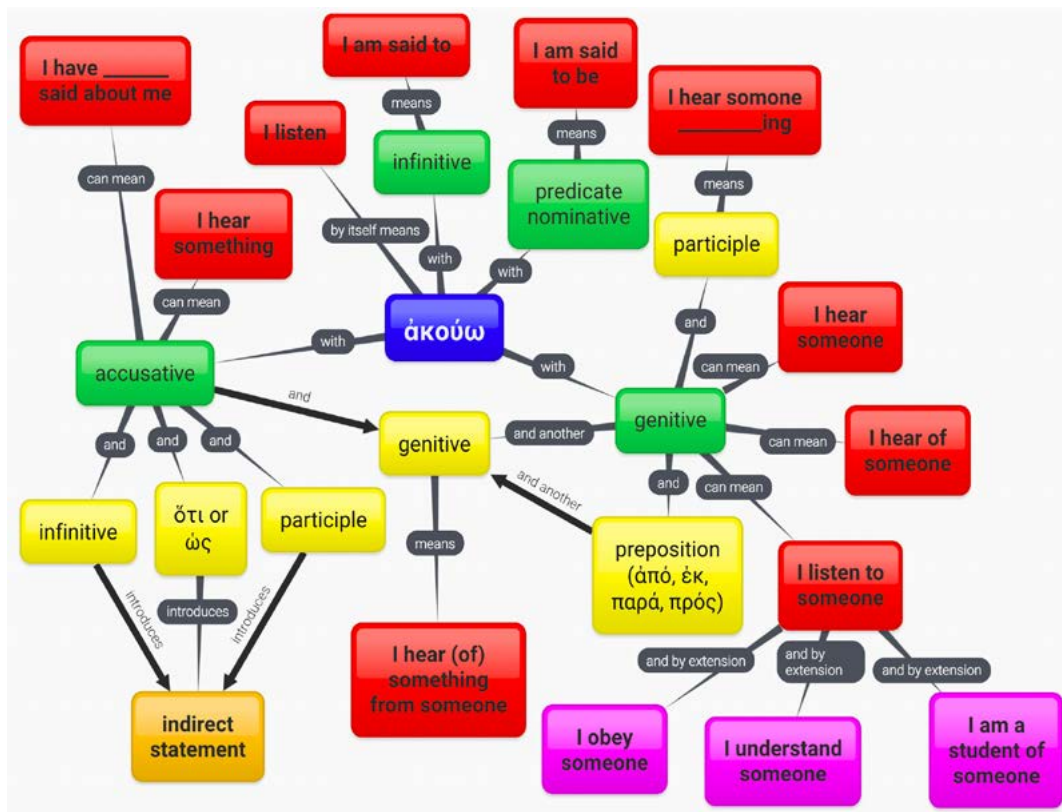 I have ______
said about me
I am said to
I am said
to be
I hear somone
_________ing
means
means
I listen
infinitive
can mean
means
predicate
nominative
participle
I hear
something
by itself means
with
with
can mean
and
I hear
someone
ἀκούω
with
with
can mean
accusative
and
genitive
genitive
and another
can mean
I hear of
someone
and
and
and
and another
and
can mean
infinitive
ὅτι or
ὡς
participle
means
preposition
(ἀπό, ἐκ,
παρά, πρός)
I listen to
someone
introduces
introduces
introduces
I hear (of)
something
from someone
and by extension
and by
extension
and by extension
indirect
statement
I obey
someone
I understand
someone
I am a
student of
someone